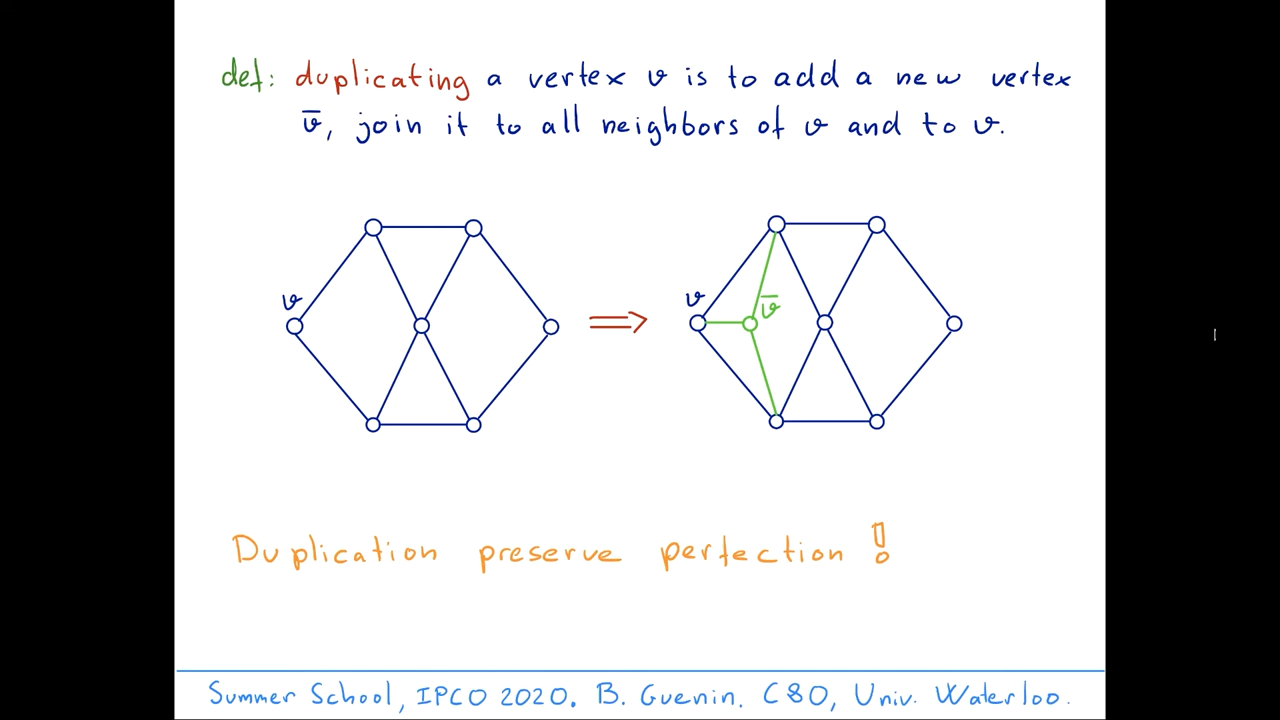 def: duplicating a vertex v is to add a new vertex
v̄, join it to all neighbors of v and to v.
v
v
v̄
Duplication preserve perfection!
Summer School, IPCO 2020. B. Guenin. C&O, Univ. Waterloo.